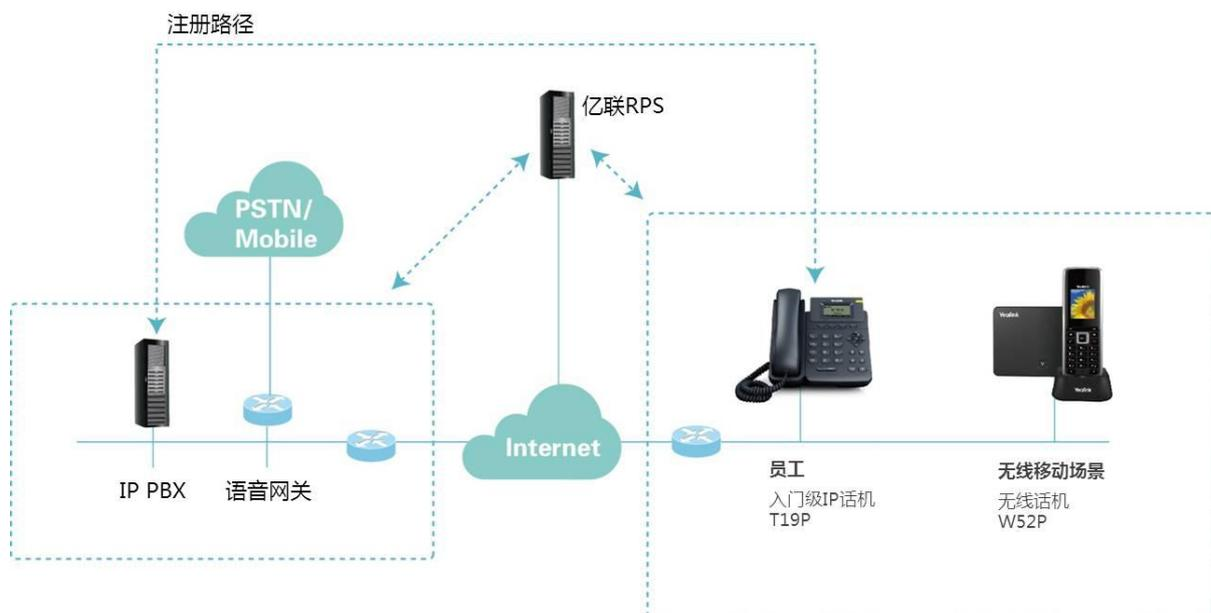 注册路径
亿联RPS
PSTN/
Mobile
Yealink
Yealink
IP PBX
语音网关
Internet
员工
入门级IP话机
T19P
无线移动场景
无线话机
W52P